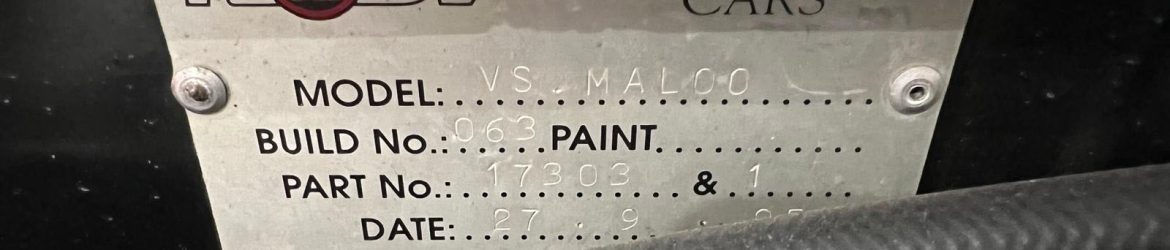 CARS
MODEL: VS. MALOO
BUILD No.: 063 PAINT
PART No.: 17303 & 1
DATE: 27 . 9 .